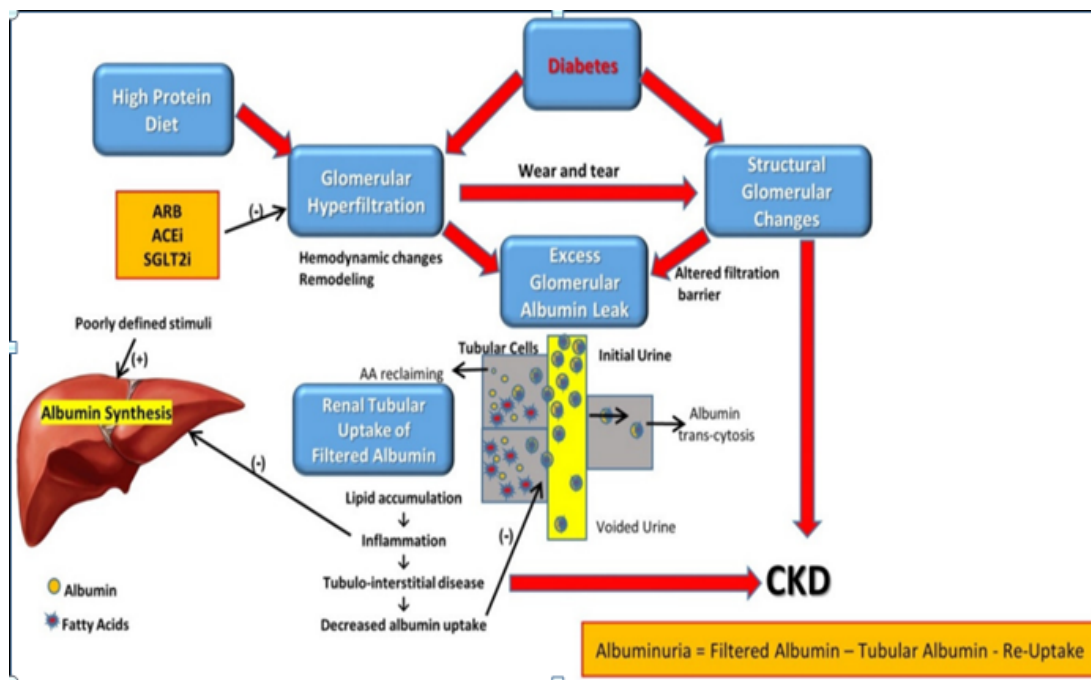 Diabetes
High Protein
Diet
Glomerular
Hyperfiltration
Wear and tear
Structural
Glomerular
Changes
ARB
ACEi
SGLT2i
(-)
Hemodynamic changes
Remodeling
Excess
Glomerular
Albumin Leak
Altered filtration
barrier
Poorly defined stimuli
(+)
Albumin Synthesis
(-)
Tubular Cells
Initial Urine
AA reclaiming
Renal Tubular
Uptake of
Filtered Albumin
Albumin
trans-cytosis
Lipid accumulation
Inflammation
Tubulo-interstitial disease
Decreased albumin uptake
(-)
Voided Urine
CKD
Albumin
Fatty Acids
Albuminuria = Filtered Albumin – Tubular Albumin - Re-Uptake